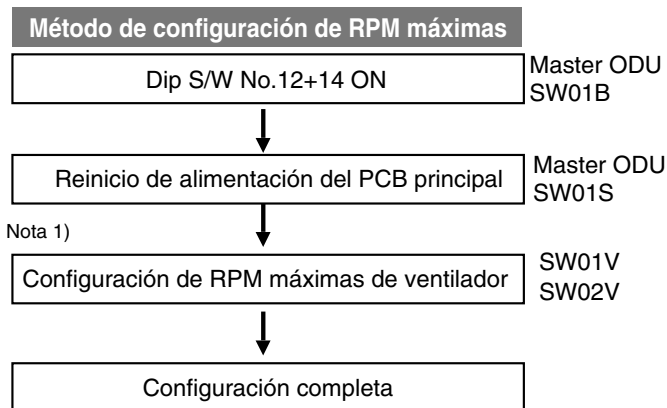 Método de configuración de RPM máximas
Dip S/W No.12+14 ON
Master ODU
SW01B
Reinicio de alimentación del PCB principal
Master ODU
SW01S
Nota 1)
Configuración de RPM máximas de ventilador
SW01V
SW02V
Configuración completa